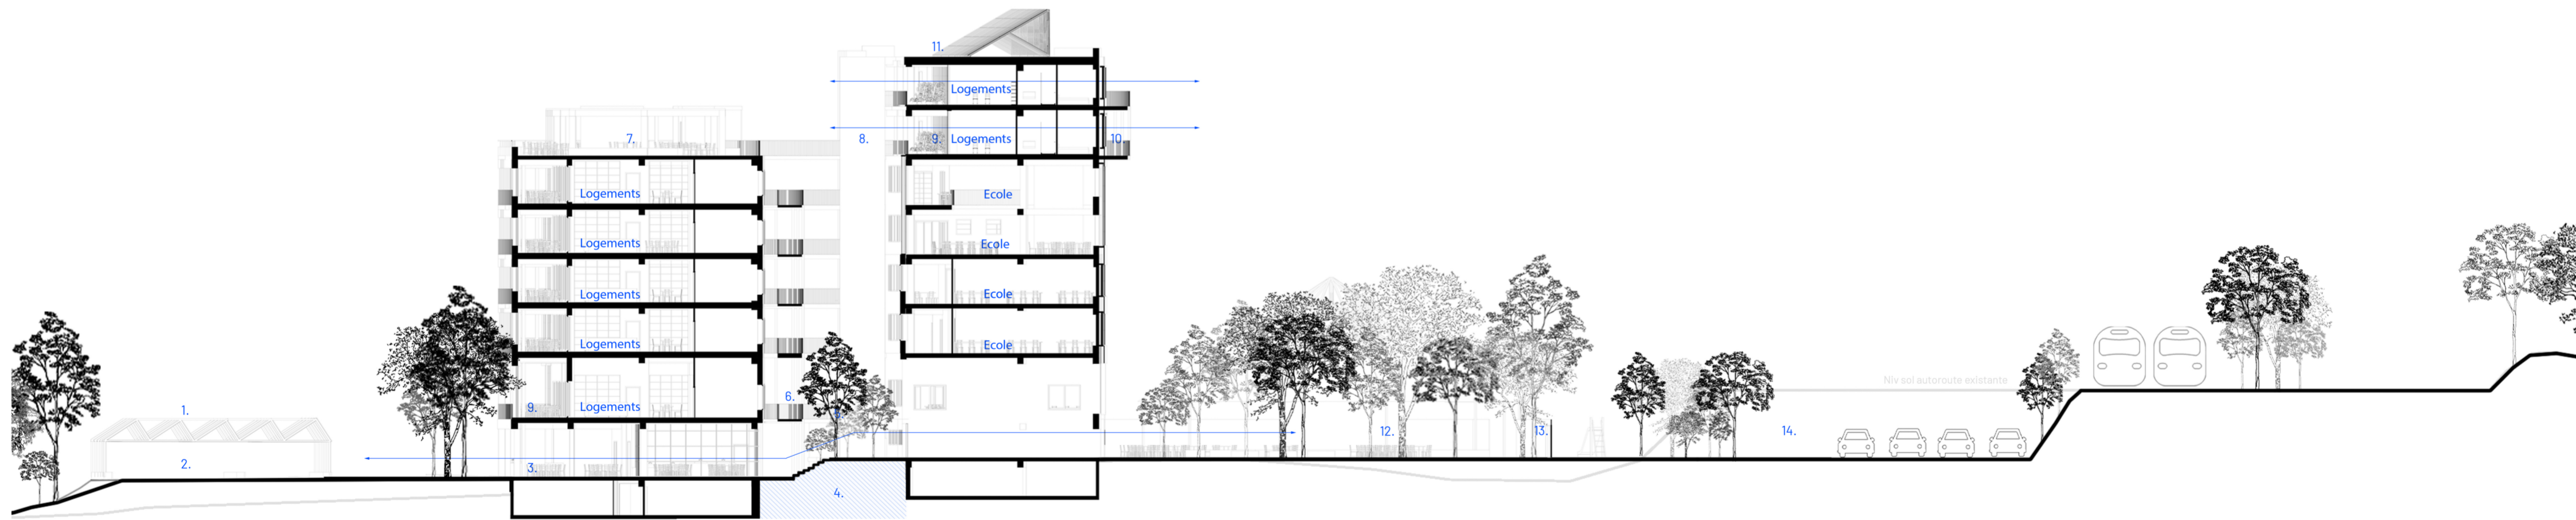 11.
Logements
7.
8.
9. Logements
10.
Logements
Ecole
Logements
Ecole
Logements
Ecole
Logements
Ecole
Niv sol autoroute existante
1.
9.
Logements
6.
2.
3.
12.
13.
14.
4.